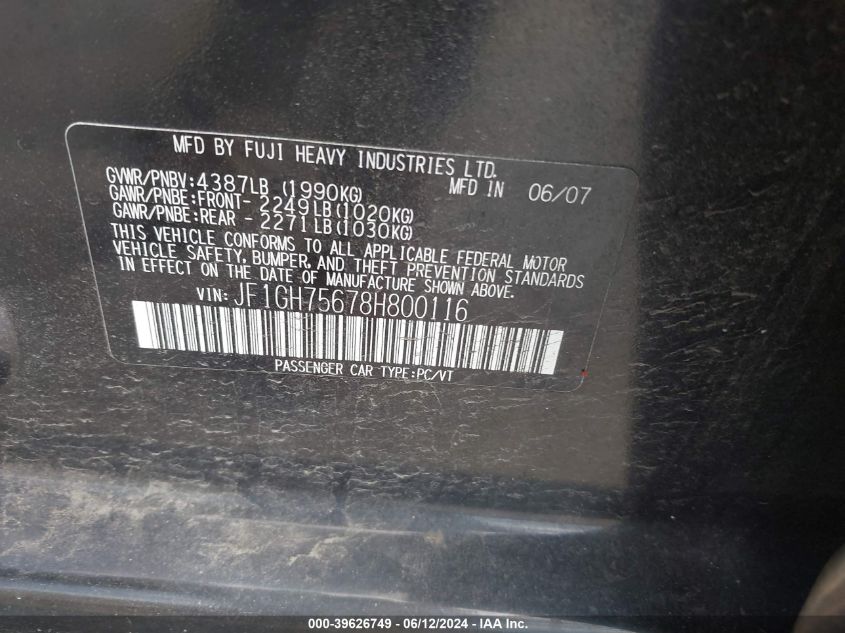 MFD BY FUJI HEAVY INDUSTRIES LTD.
GVWR/PNBV:4387LB (1990KG) MFD IN 06/07
GAWR/PNBE:FRONT- 2249LB(1020KG)
GAWR/PNBE:REAR - 2271LB(1030KG)
THIS VEHICLE CONFORMS TO ALL APPLICABLE FEDERAL MOTOR
VEHICLE SAFETY, BUMPER, AND THEFT PREVENTION STANDARDS
IN EFFECT ON THE DATE OF MANUFACTURE SHOWN ABOVE.
VIN: JF1GH75678H800116
PASSENGER CAR TYPE:PC/VT
000-39626749 - 06/12/2024 - IAA Inc.